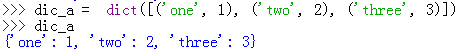 >>> dic_a =  dict([('one', 1), ('two', 2), ('three', 3)])
>>> dic_a
{'one': 1, 'two': 2, 'three': 3}